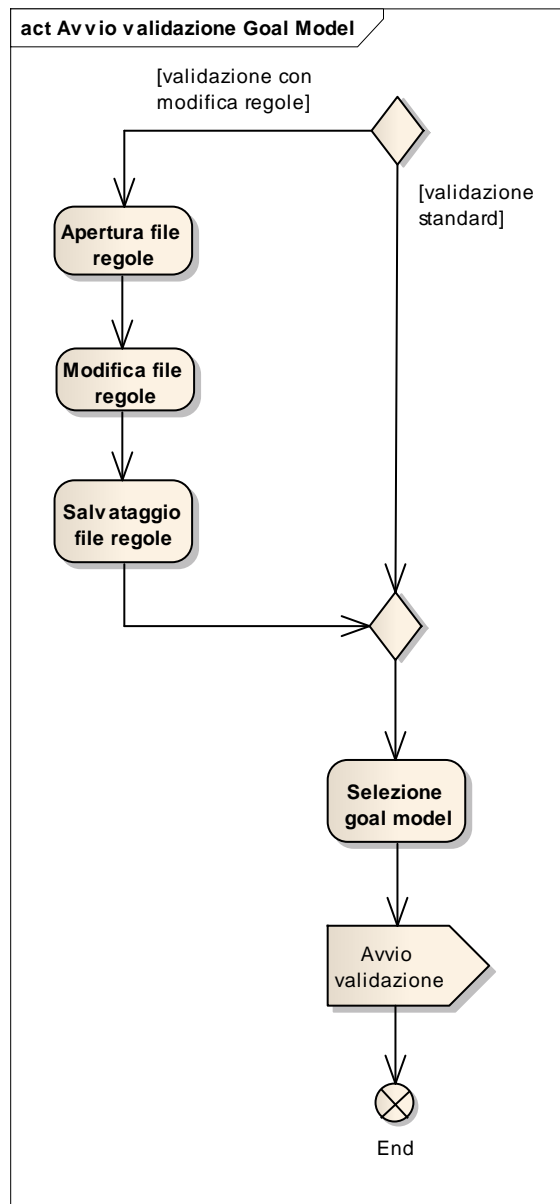 act Avvio validazione Goal Model
[validazione con
modifica regole]
[validazione
standard]
Apertura file
regole
Modifica file
regole
Salvataggio
file regole
Selezione
goal model
Avvio
validazione
End